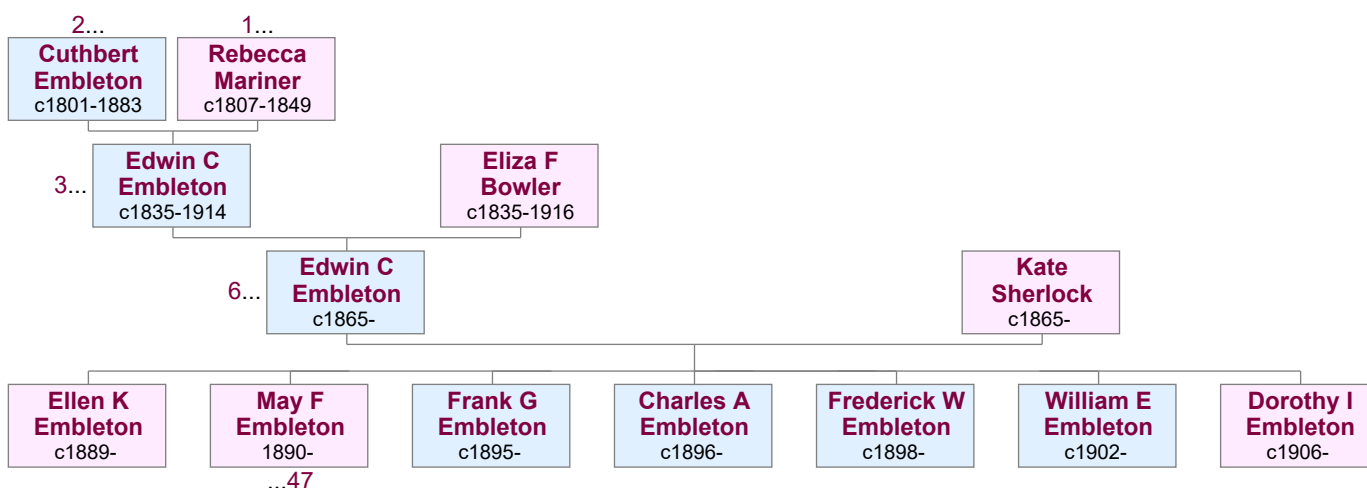 2...
1...
Cuthbert
Embleton
c1801-1883
Rebecca
Mariner
c1807-1849
3...
Edwin C
Embleton
c1835-1914
Eliza F
Bowler
c1835-1916
6...
Edwin C
Embleton
c1865-
Kate
Sherlock
c1865-
Ellen K
Embleton
c1889-
May F
Embleton
1890-
...47
Frank G
Embleton
c1895-
Charles A
Embleton
c1896-
Frederick W
Embleton
c1898-
William E
Embleton
c1902-
Dorothy I
Embleton
c1906-